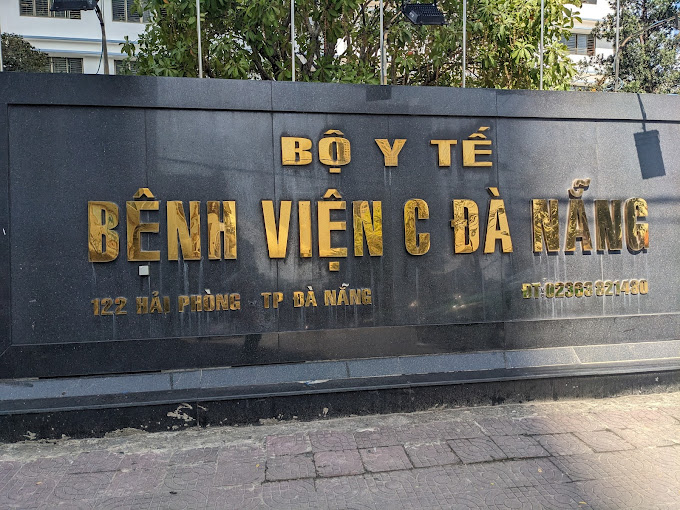 BỘ Y TẾ
BỆNH VIỆN C ĐÀ NẴNG
122 HẢI PHÒNG TP ĐÀ NẴNG
ĐT:02363 821480